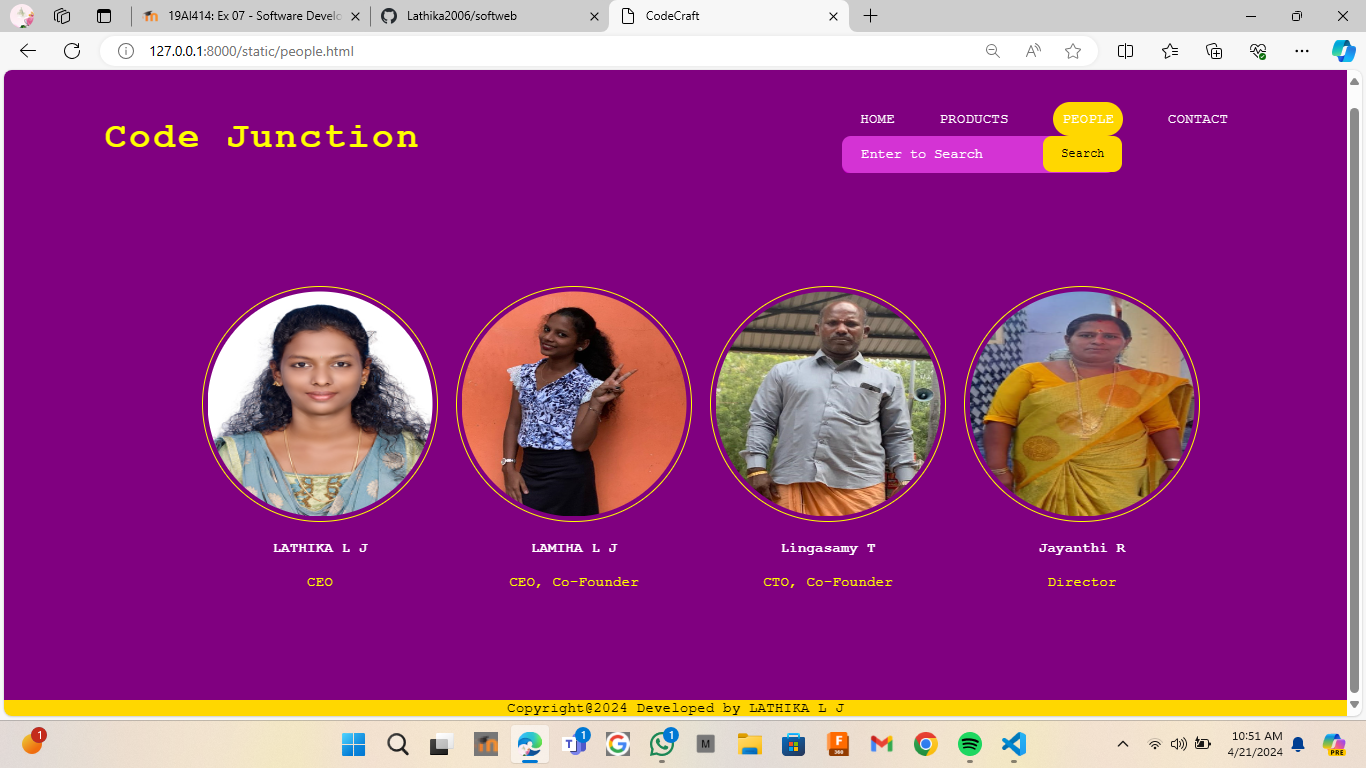 19AI414: Ex 07 - Software Develo
Lathika2006/softweb
CodeCraft
127.0.0.1:8000/static/people.html
Code Junction
HOME PRODUCTS PEOPLE CONTACT
Enter to Search
Search
LATHIKA L J
CEO
LAMIHA L J
CEO, Co-Founder
Lingasamy T
CTO, Co-Founder
Jayanthi R
Director
Copyright@2024 Developed by LATHIKA L J
1
1
1
M
F
360
10:51 AM
4/21/2024
PRE